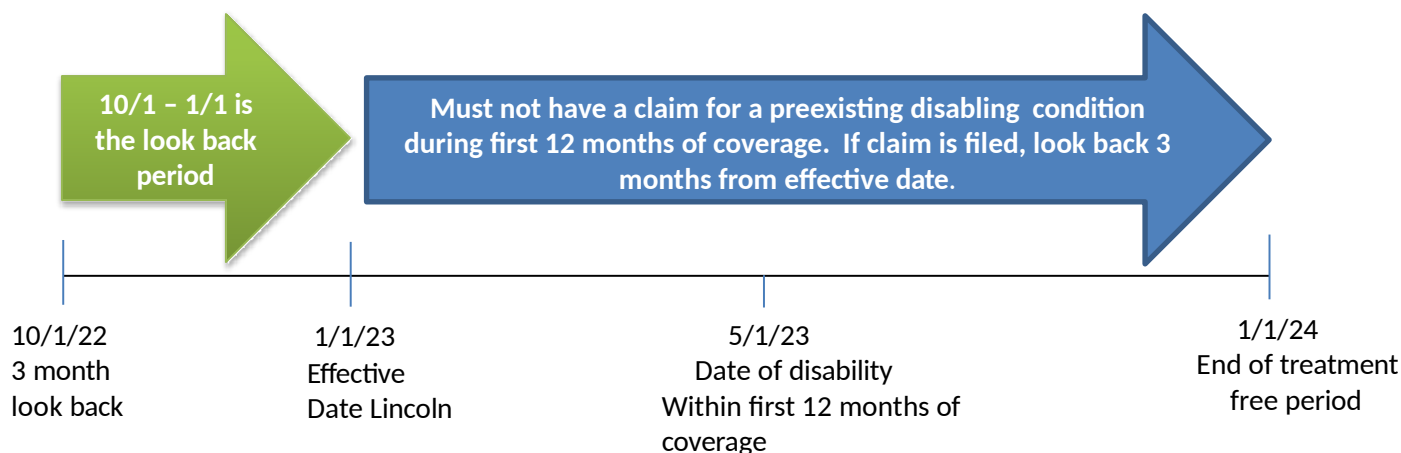 10/1 – 1/1 is
the look back
period
Must not have a claim for a preexisting disabling  condition
during first 12 months of coverage.  If claim is filed, look back 3
months from effective date.
10/1/22
3 month
look back
1/1/23
Effective
Date Lincoln
5/1/23
Date of disability
Within first 12 months of
coverage
1/1/24
End of treatment
free period